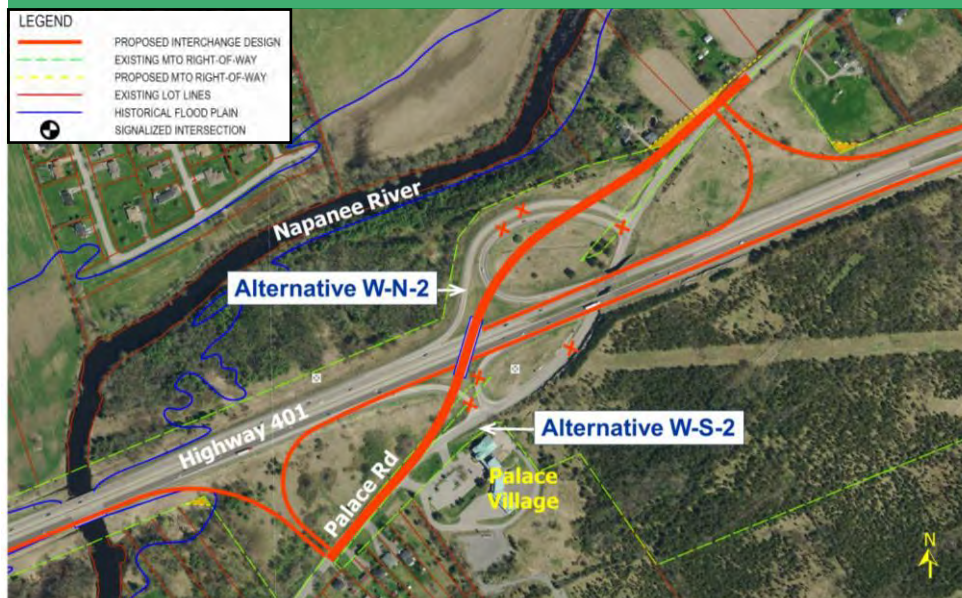 LEGEND
PROPOSED INTERCHANGE DESIGN
EXISTING MTO RIGHT-OF-WAY
PROPOSED MTO RIGHT-OF-WAY
EXISTING LOT LINES
HISTORICAL FLOOD PLAIN
SIGNALIZED INTERSECTION
Napanee River
Alternative W-N-2
Highway 401
Alternative W-S-2
Palace Rd
Palace
Village
N